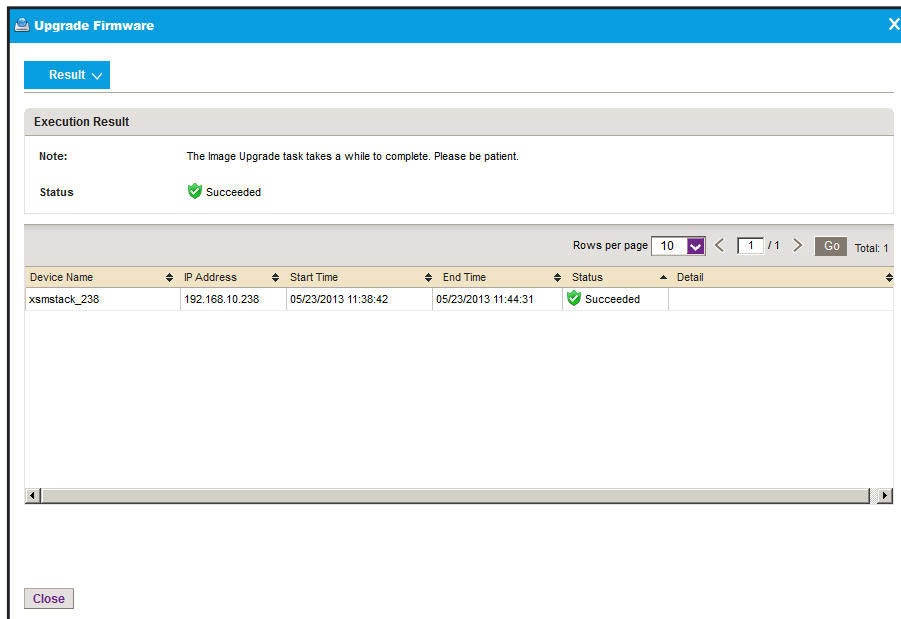 Upgrade Firmware X
Result
Execution Result
Note: The Image Upgrade task takes a while to complete. Please be patient.
Status Succeeded
Rows per page 10 < 1 / 1 > Go Total: 1
Device Name IP Address Start Time End Time Status Detail
xsmstack_238 192.168.10.238 05/23/2013 11:38:42 05/23/2013 11:44:31 Succeeded
Close